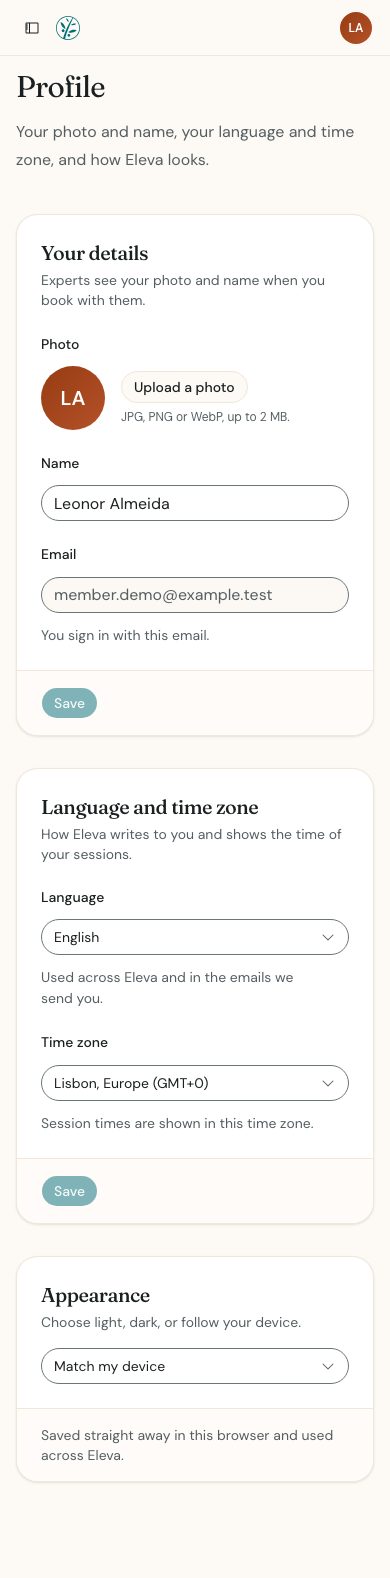 LA
Profile
Your photo and name, your language and time
zone, and how Eleva looks.
Your details
Experts see your photo and name when you
book with them.
Photo
LA
Upload a photo
JPG, PNG or WebP, up to 2 MB.
Name
Leonor Almeida
Email
member.demo@example.test
You sign in with this email.
Save
Language and time zone
How Eleva writes to you and shows the time of
your sessions.
Language
English
Used across Eleva and in the emails we
send you.
Time zone
Lisbon, Europe (GMT+0)
Session times are shown in this time zone.
Save
Appearance
Choose light, dark, or follow your device.
Match my device
Saved straight away in this browser and used
across Eleva.